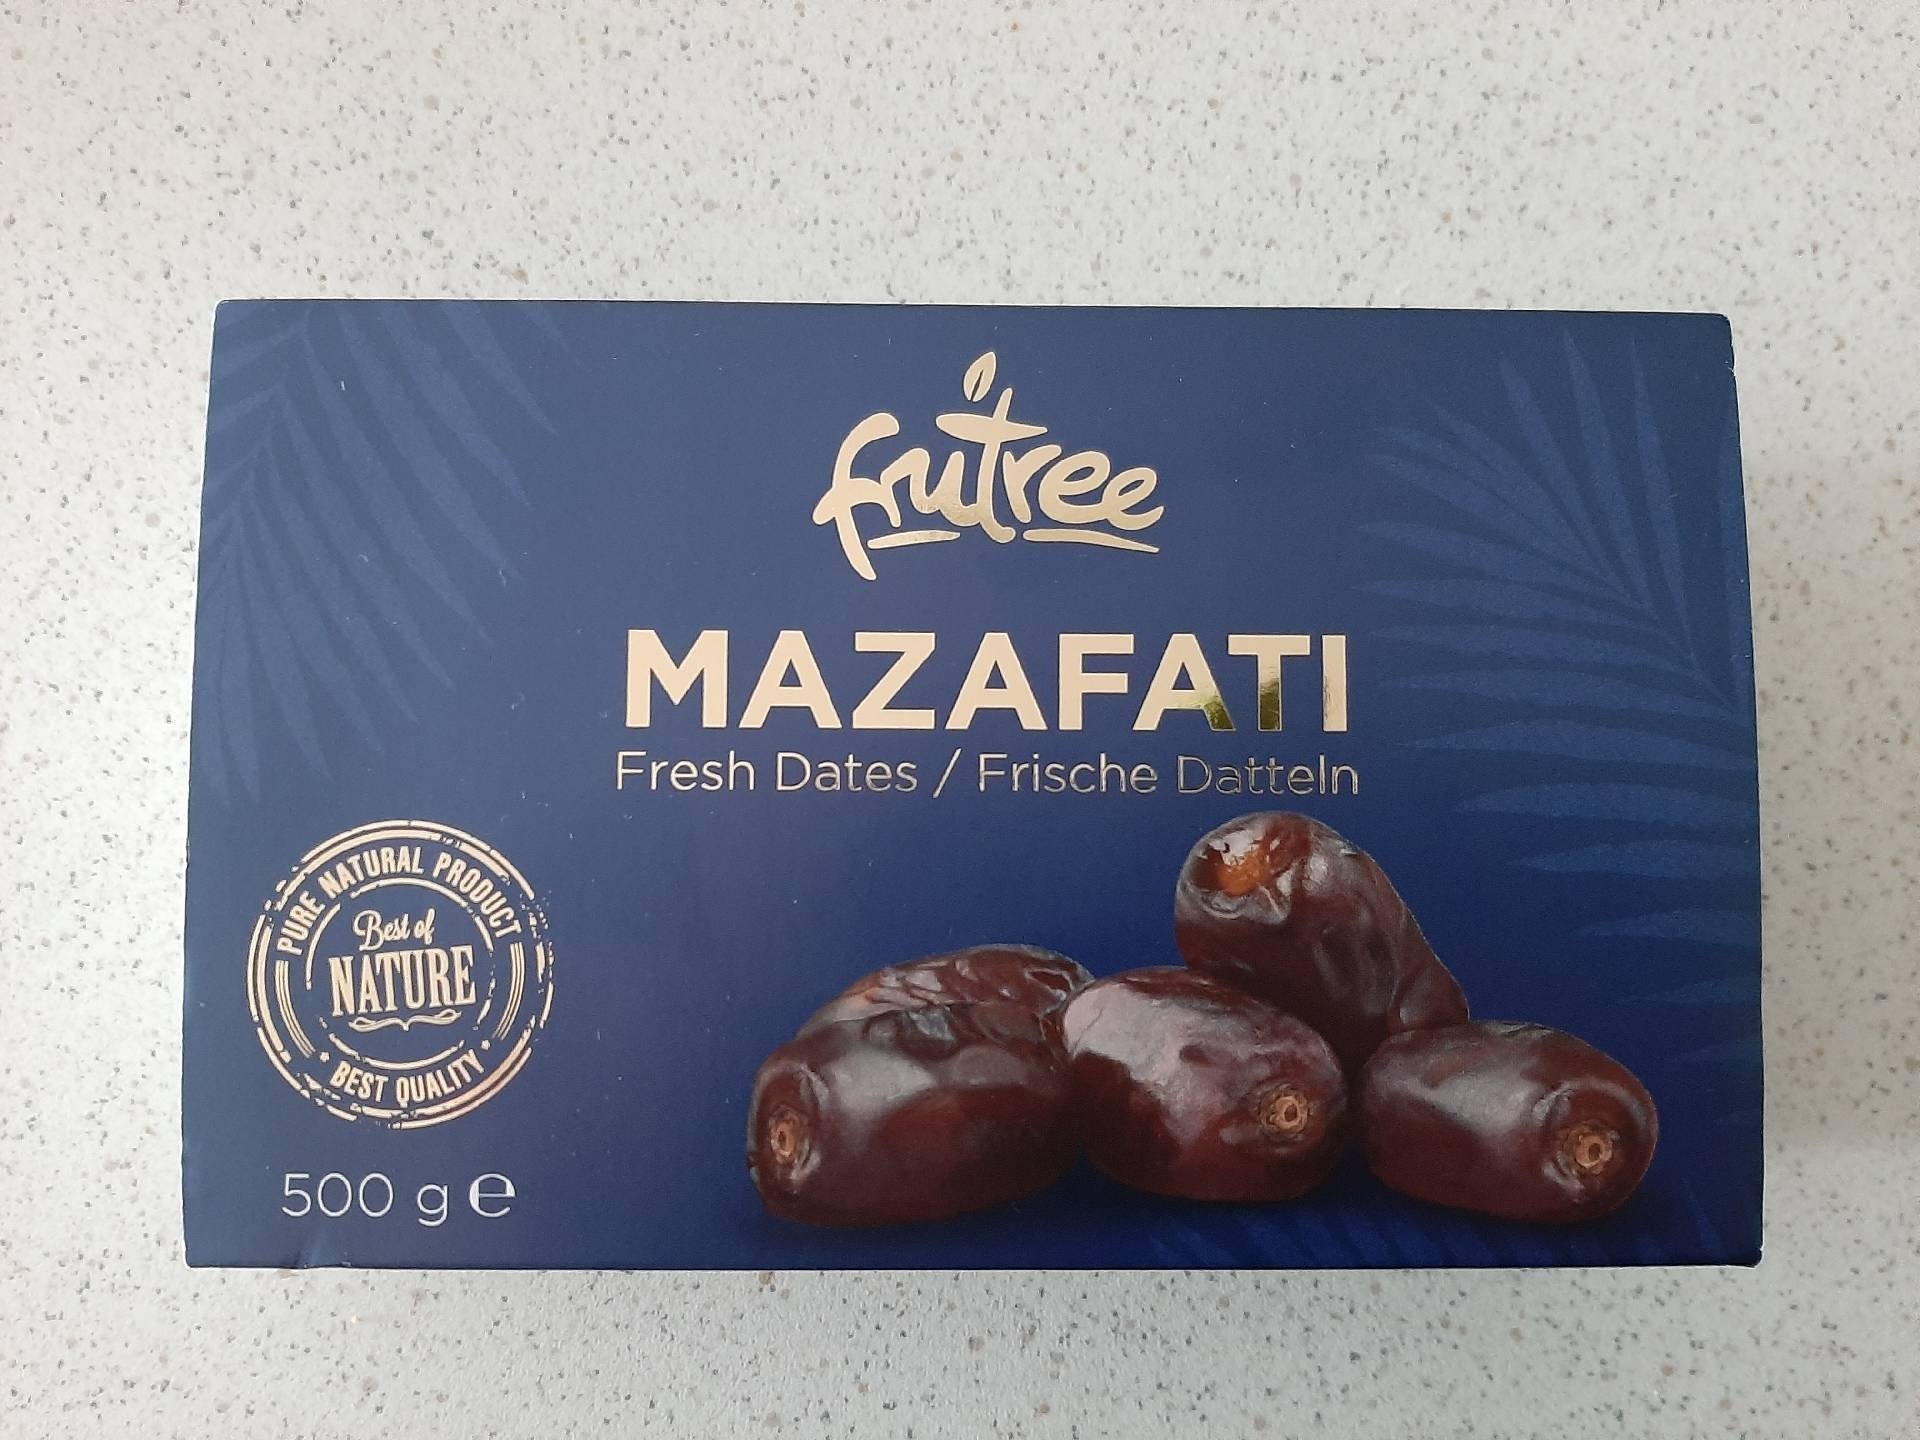 frutree
MAZAFATI
Fresh Dates / Frische Datteln
PURE NATURAL PRODUCT
Best of
NATURE
BEST QUALITY
500 g ℮